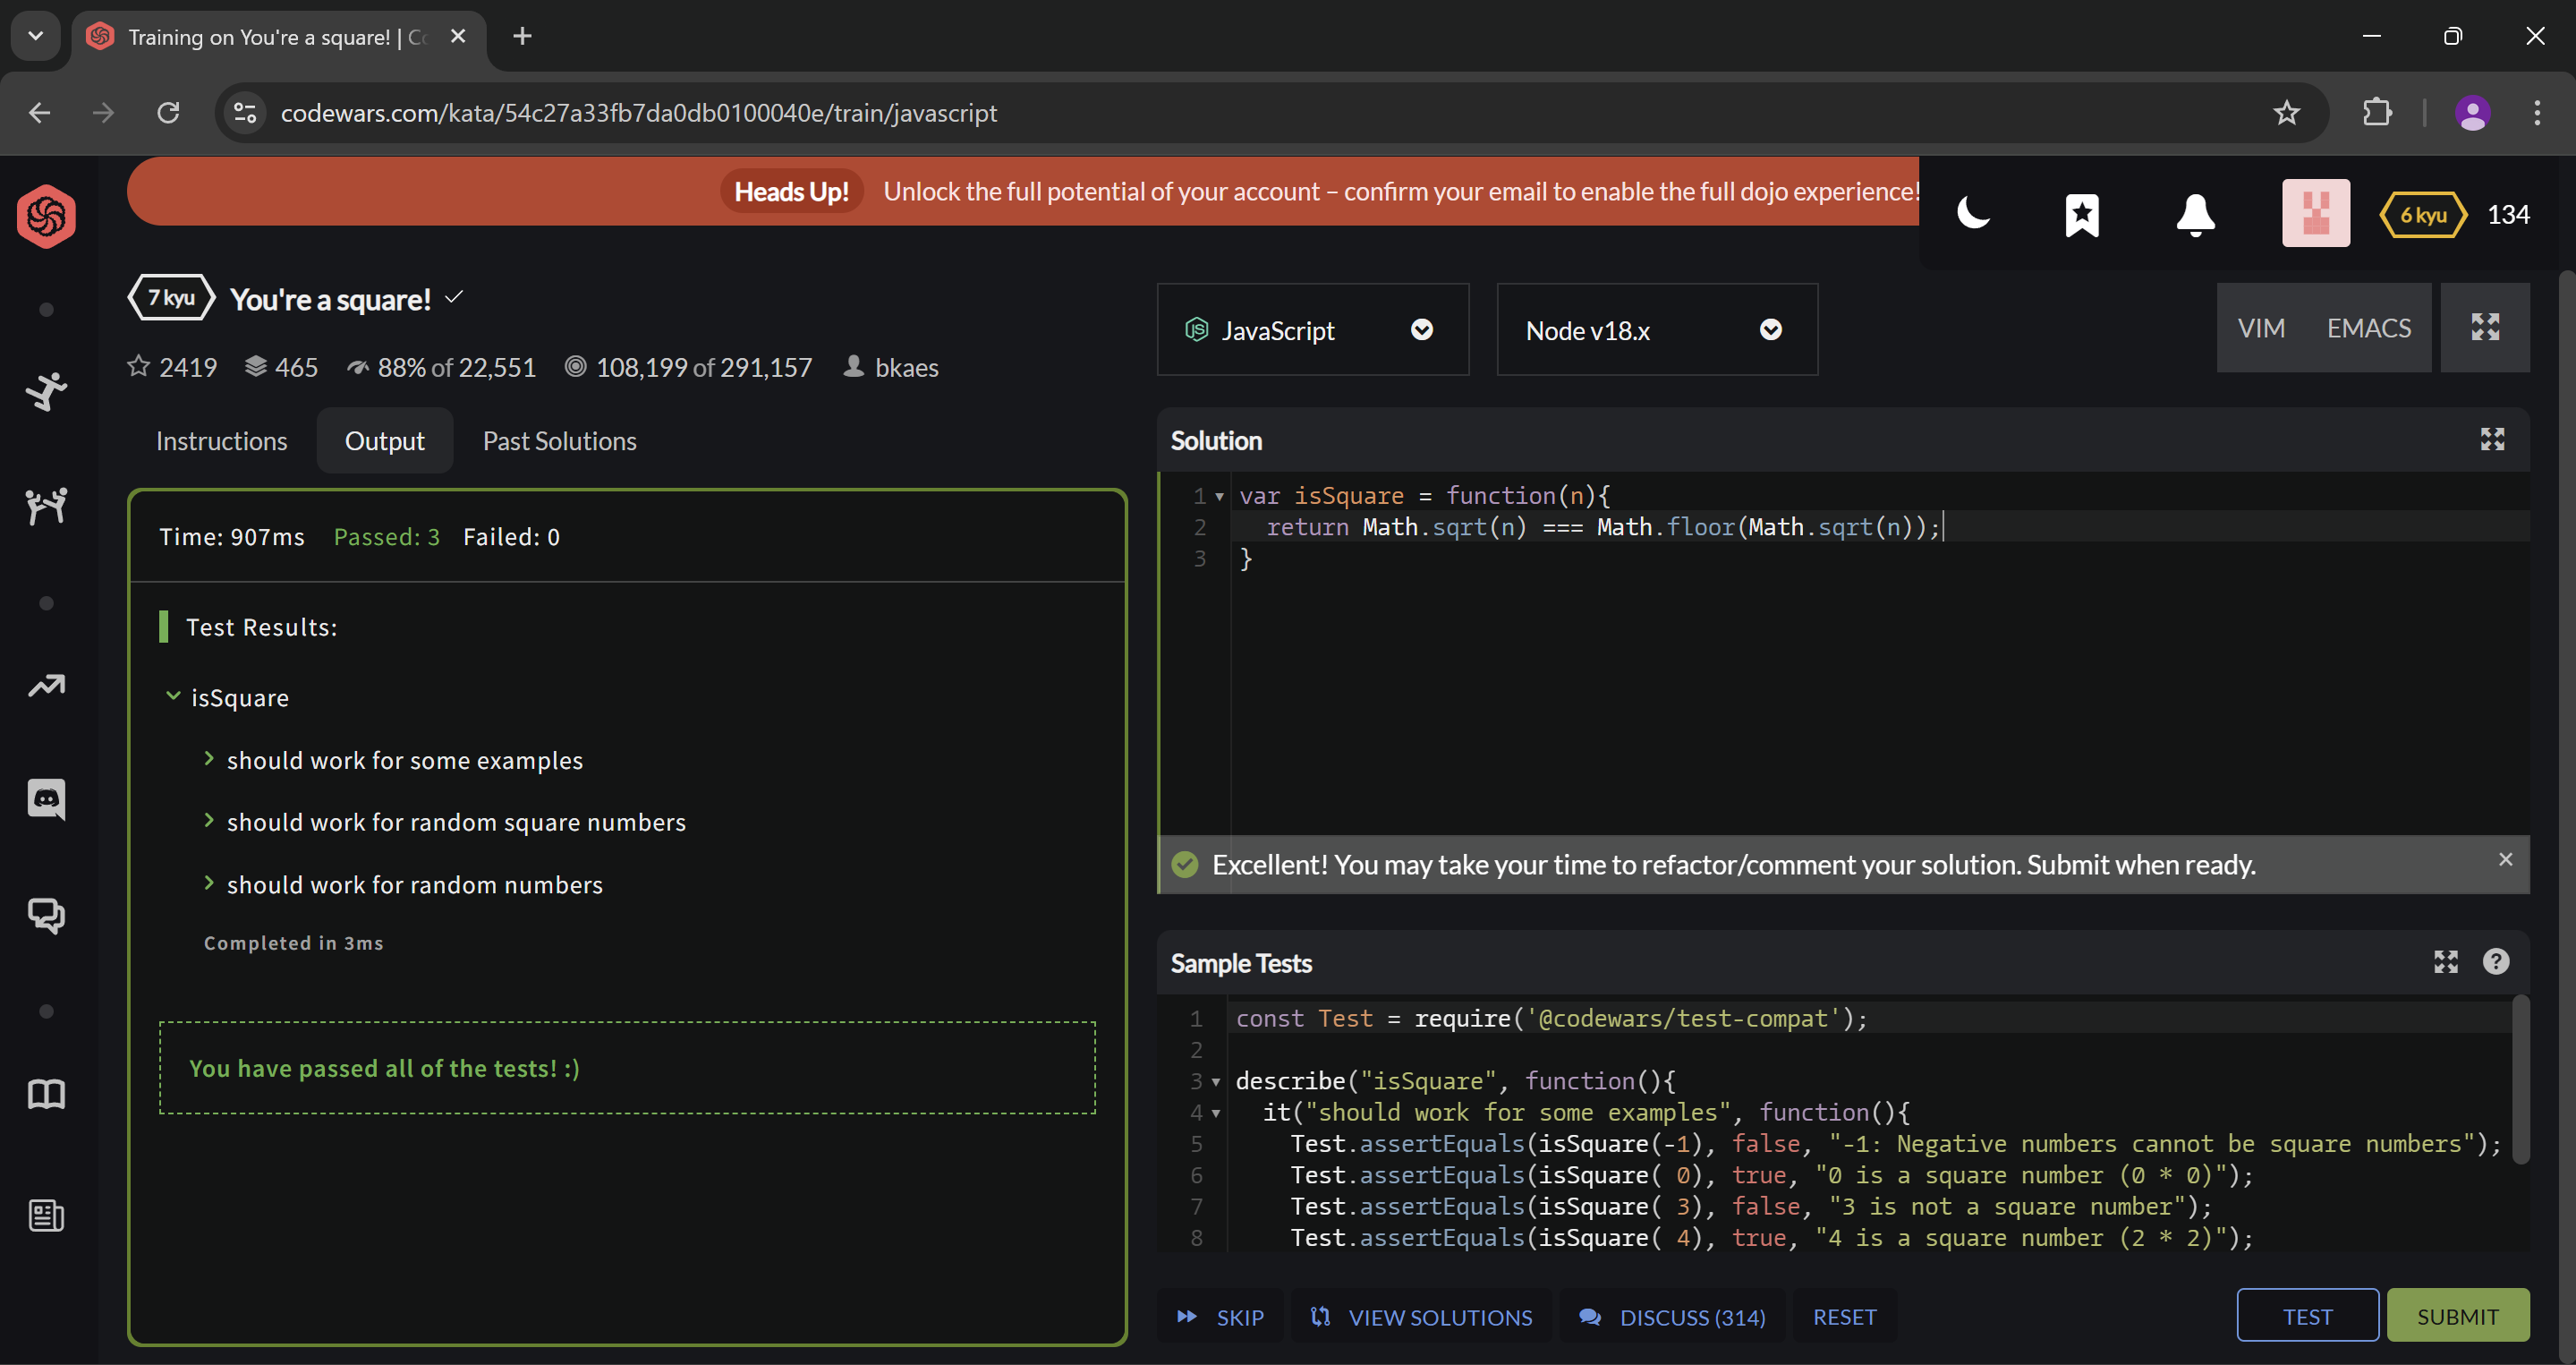 Training on You're a square! | Co
codewars.com/kata/54c27a33fb7da0db0100040e/train/javascript
Heads Up! Unlock the full potential of your account – confirm your email to enable the full dojo experience!
6 kyu 134
7 kyu You're a square!
2419 465 88% of 22,551 108,199 of 291,157 bkaes
JavaScript
Node v18.x
VIM EMACS
Instructions Output Past Solutions
Time: 907ms Passed: 3 Failed: 0
Test Results:
isSquare
should work for some examples
should work for random square numbers
should work for random numbers
Completed in 3ms
You have passed all of the tests! :)
Solution
1 var isSquare = function(n){
2 return Math.sqrt(n) === Math.floor(Math.sqrt(n));
3 }
Excellent! You may take your time to refactor/comment your solution. Submit when ready.
Sample Tests
1 const Test = require('@codewars/test-compat');
2
3 describe("isSquare", function(){
4 it("should work for some examples", function(){
5 Test.assertEquals(isSquare(-1), false, "-1: Negative numbers cannot be square numbers");
6 Test.assertEquals(isSquare( 0), true, "0 is a square number (0 * 0)");
7 Test.assertEquals(isSquare( 3), false, "3 is not a square number");
8 Test.assertEquals(isSquare( 4), true, "4 is a square number (2 * 2)");
SKIP VIEW SOLUTIONS DISCUSS (314) RESET TEST SUBMIT